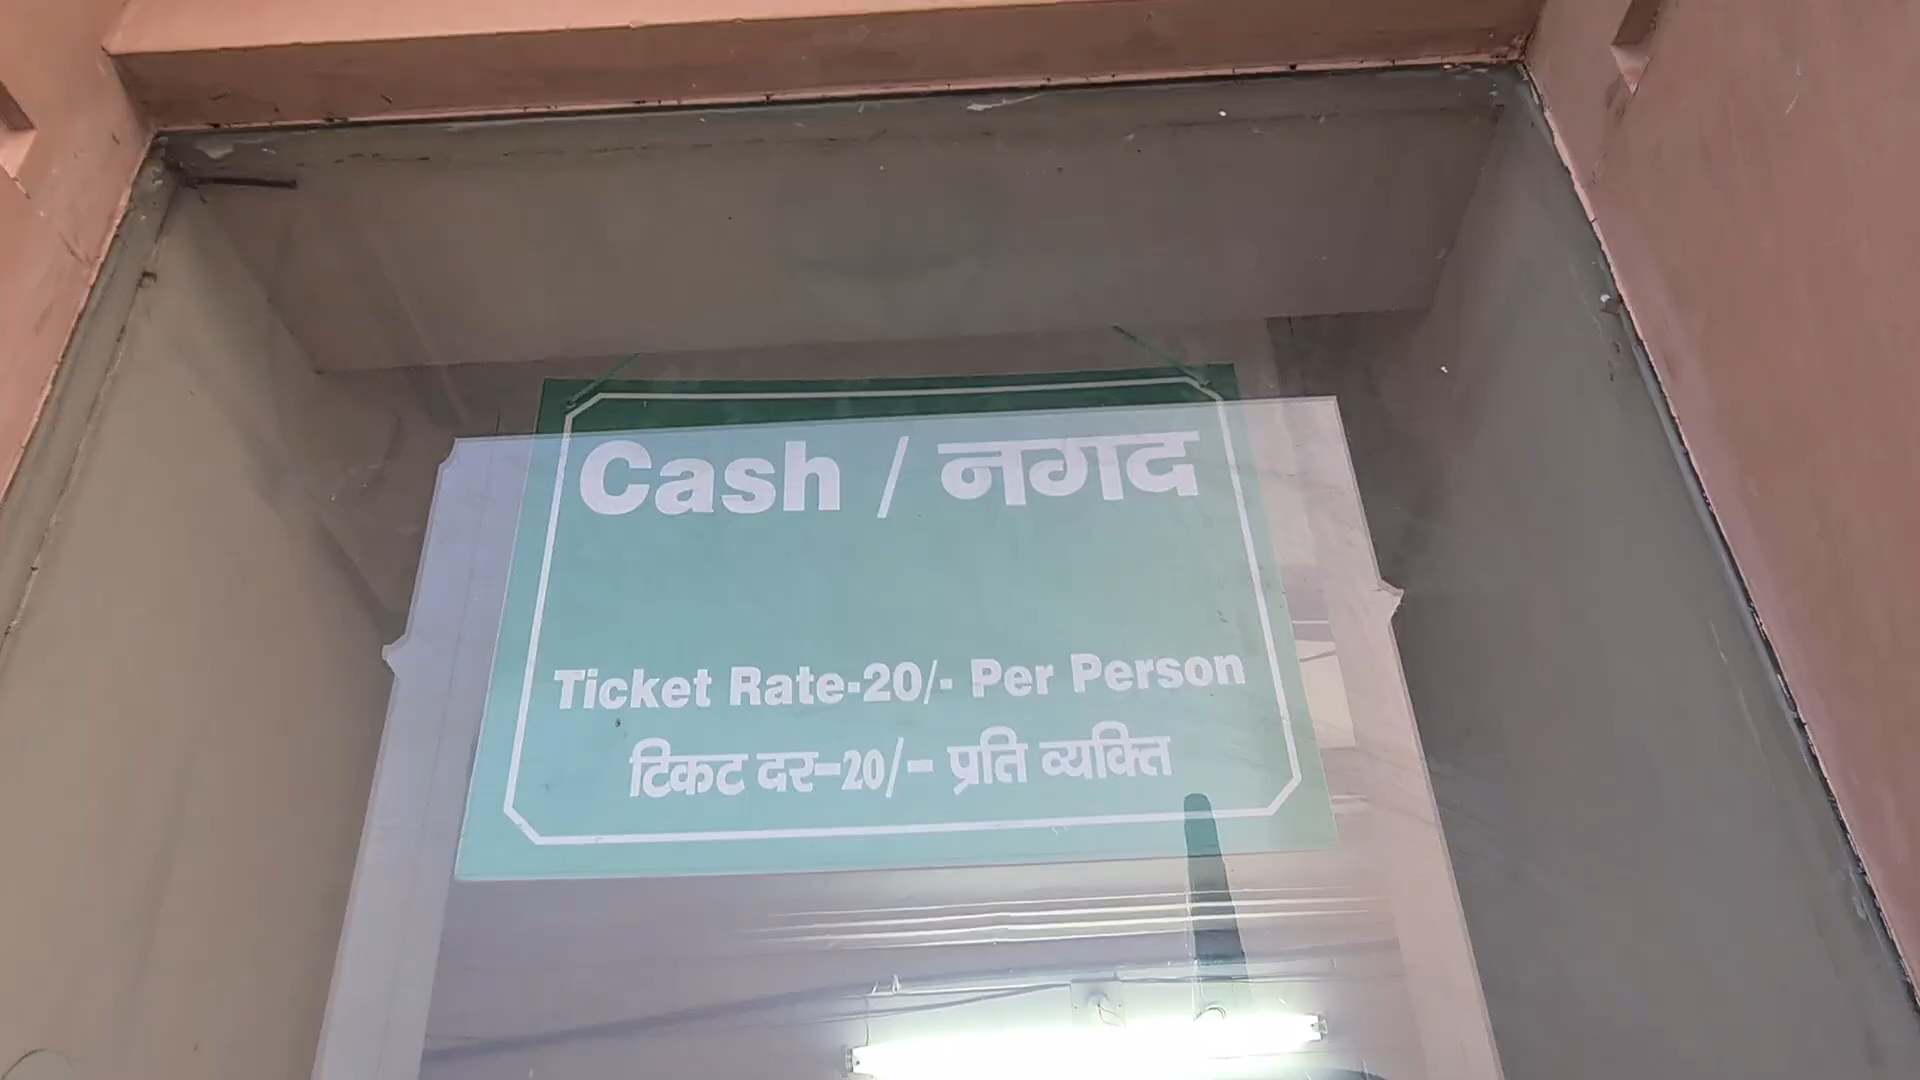 Cash / नगद
Ticket Rate-20/- Per Person
टिकट दर-20/- प्रति व्यक्ति